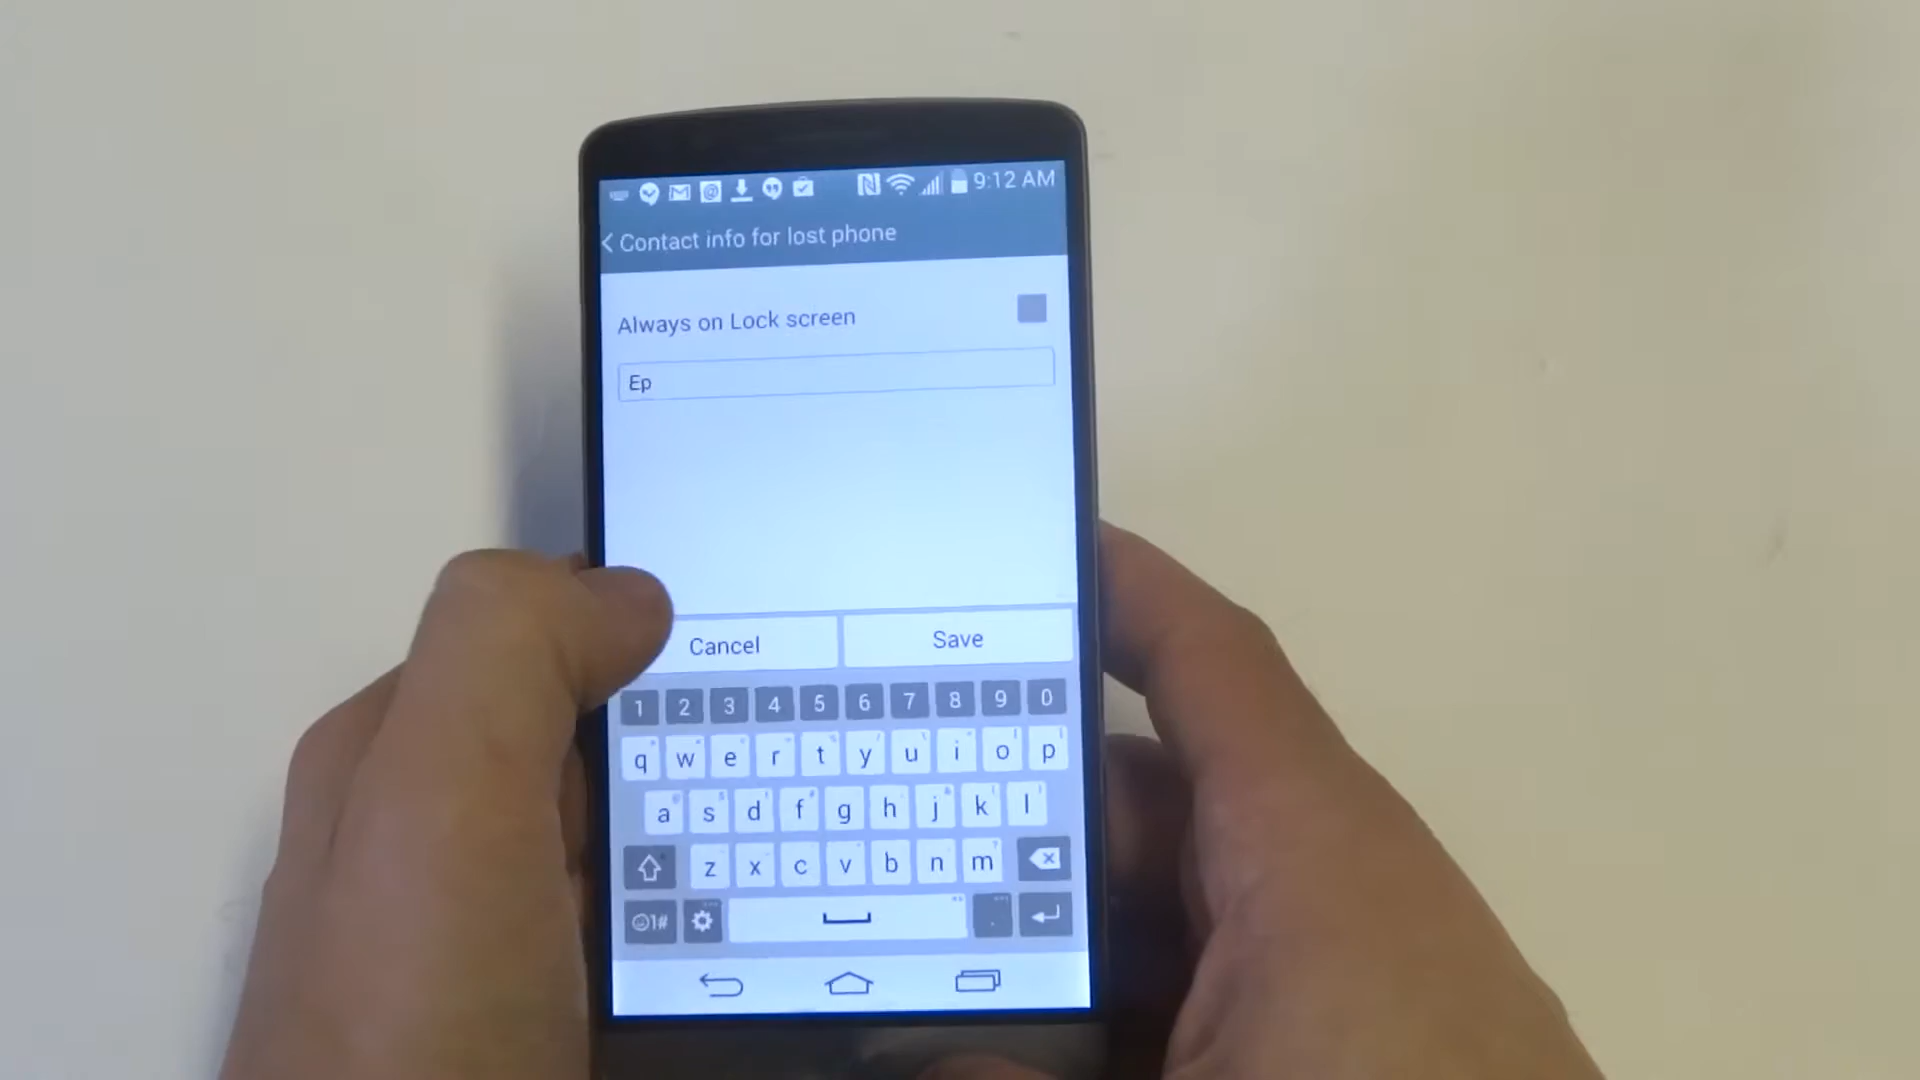 9:12 AM
Contact info for lost phone
Always on Lock screen
Ep
Cancel Save
1 2 3 4 5 6 7 8 9 0
q w e r t y u i o p
a s d f g h j k l
z x c v b n m
1# .